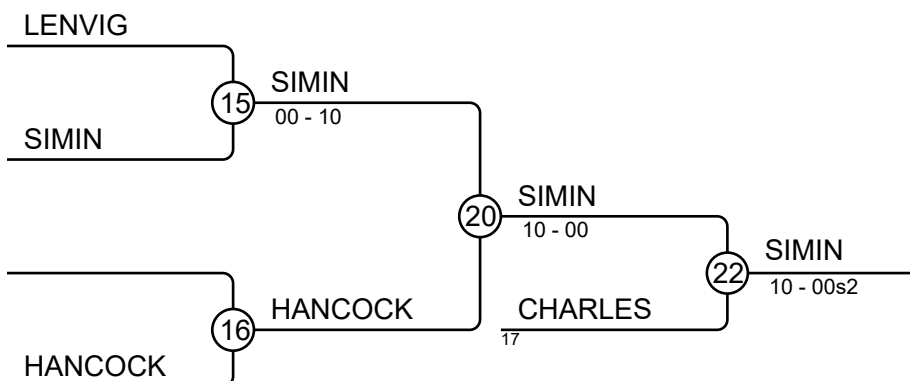 LENVIG
15
SIMIN
00 - 10
SIMIN
20
SIMIN
10 - 00
22
SIMIN
10 - 00s2
16
HANCOCK
CHARLES
17
HANCOCK